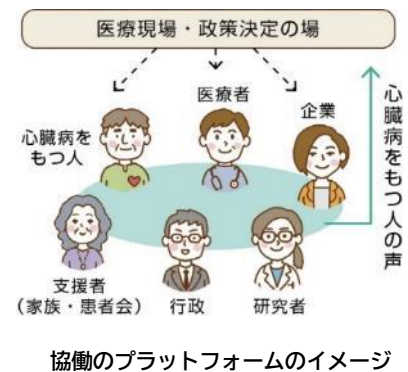 医療現場・政策決定の場
医療者
企業
心臓病を
もつ人
心臓病をもつ人の声
支援者
（家族・患者会）
行政
研究者
協働のプラットフォームのイメージ